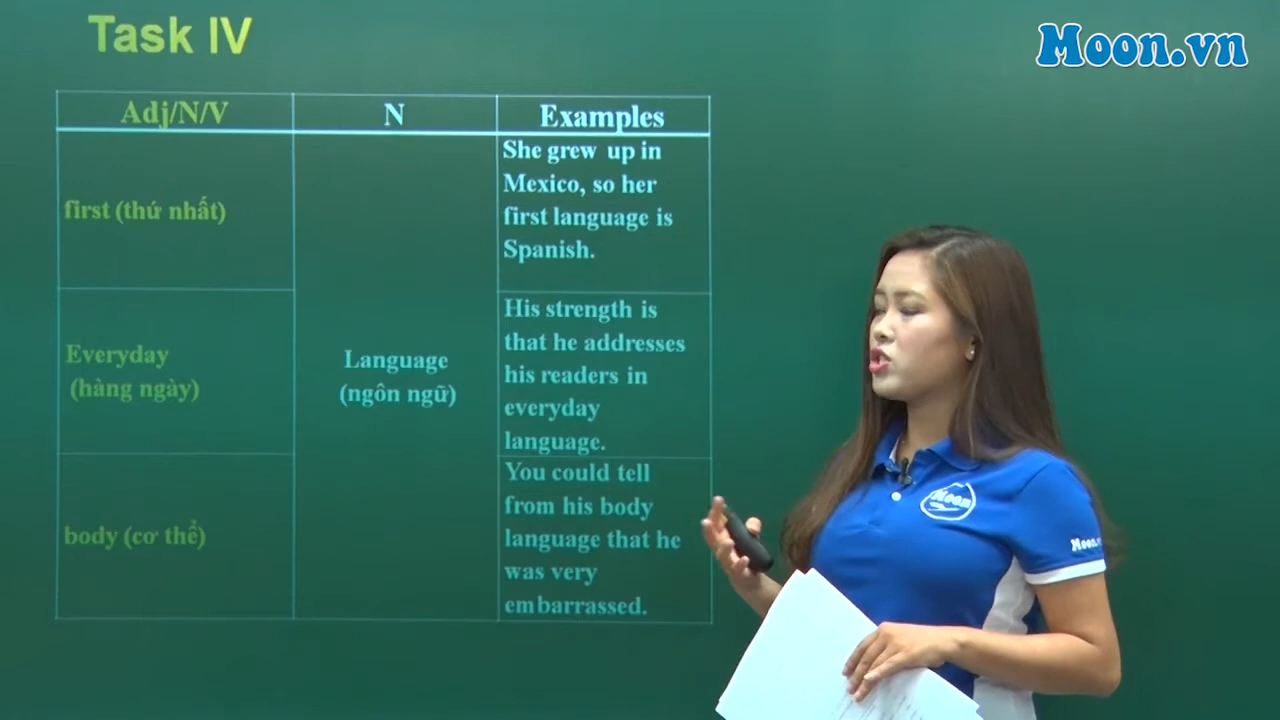 Task IV
Moon.vn
Adj/N/V
N
Examples
first (thứ nhất)
She grew up in
Mexico, so her
first language is
Spanish.
Everyday
(hàng ngày)
Language
(ngôn ngữ)
His strength is
that he addresses
his readers in
everyday
language.
body (cơ thể)
You could tell
from his body
language that he
was very
embarrassed.
Moon
Moon.v